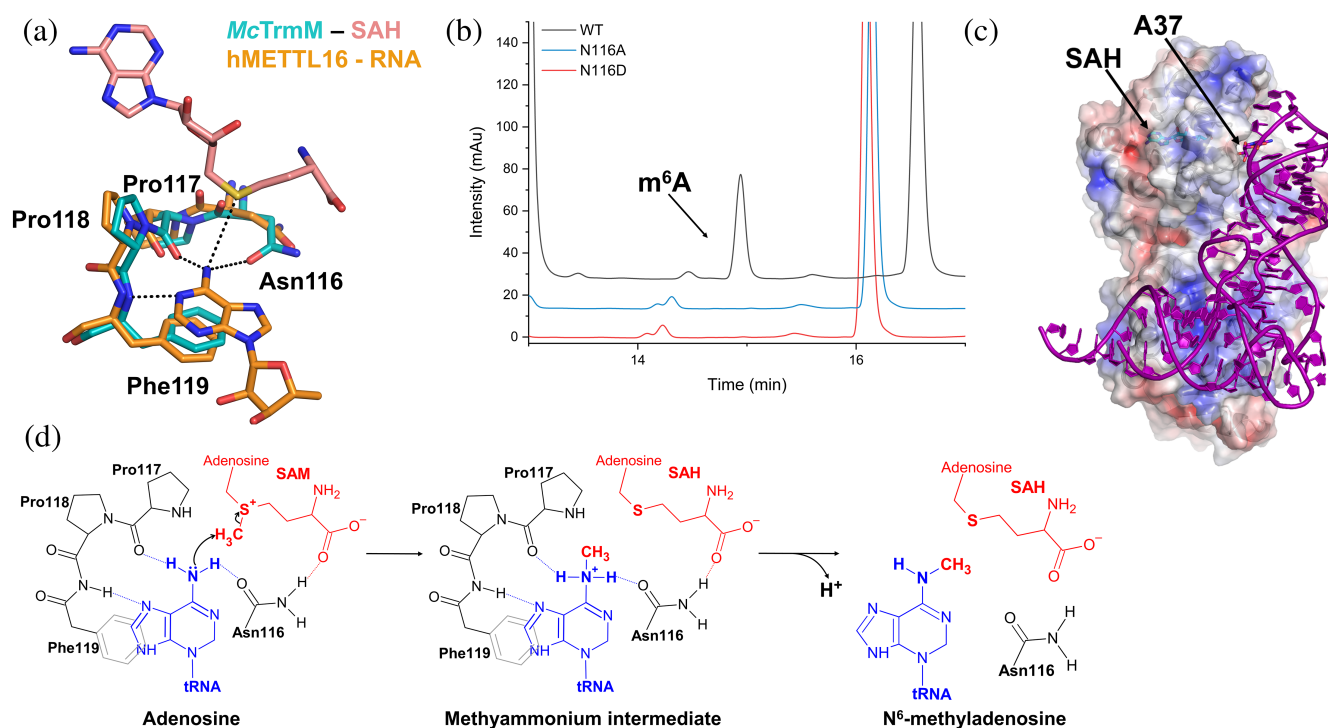 (a)
McTrmM – SAH
hMETTL16 - RNA
Pro117
Pro118
Asn116
Phe119
(b)
WT
N116A
N116D
m⁶A
Intensity (mAu)
140
120
100
80
60
40
20
0
14
16
Time (min)
(c)
A37
SAH
(d)
Pro117
Pro118
Adenosine
SAM
S⁺
NH₂
H₃C
O⁻
O
N
NH
O
O
N
H
H
N
H
O
H
N
H
Asn116
O
Phe119
N
N
NH
N
tRNA
Adenosine
Pro117
Pro118
Adenosine
SAH
S
NH₂
O⁻
O
N
NH
O
CH₃
O
N
H
H
N⁺
H
O
H
N
H
Asn116
O
Phe119
N
N
NH
N
tRNA
Methyammonium intermediate
H⁺
Adenosine
SAH
S
NH₂
O⁻
O
H
N
CH₃
N
N
NH
N
tRNA
O
H
N
H
Asn116
N⁶-methyladenosine